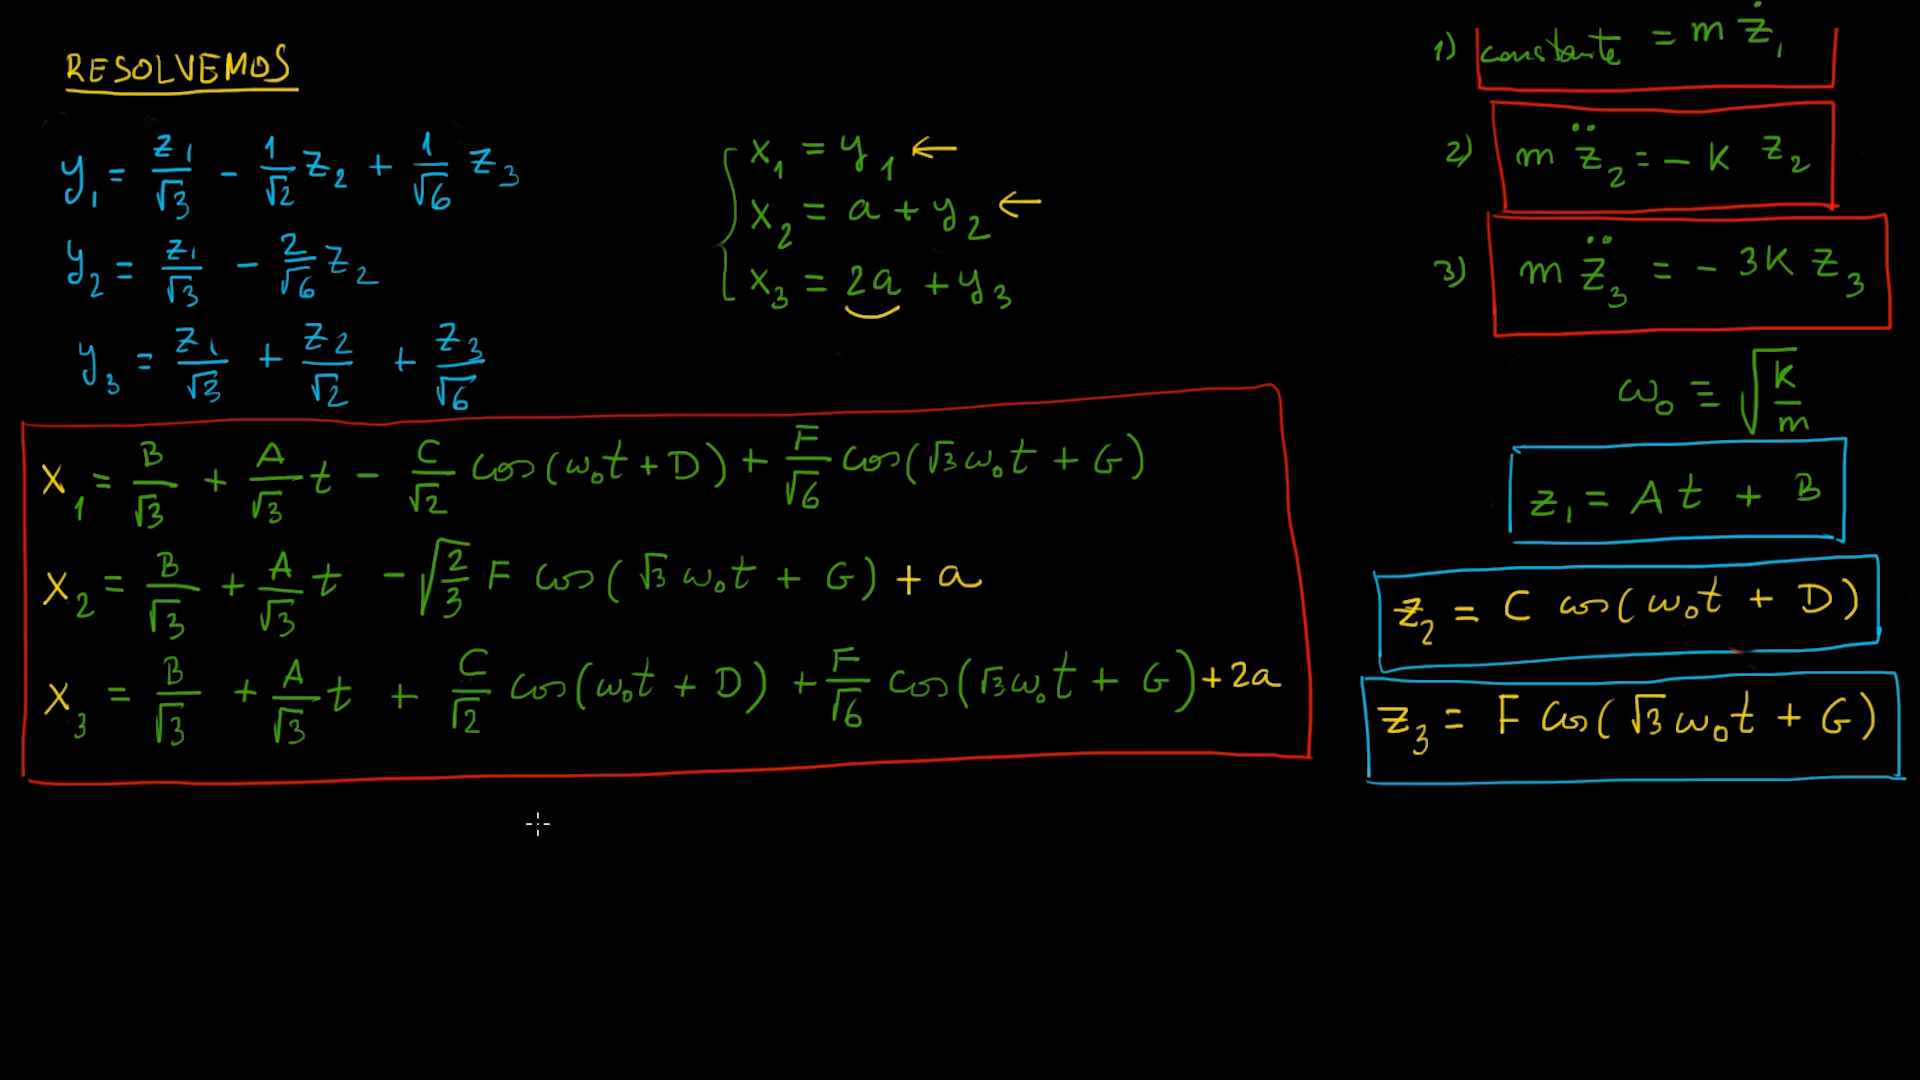 RESOLVEMOS
y₁ = z₁/√3 - 1/√2 z₂ + 1/√6 z₃
y₂ = z₁/√3 - 2/√6 z₂
y₃ = z₁/√3 + z₂/√2 + z₃/√6
x₁ = y₁ ←
x₂ = a + y₂ ←
x₃ = 2a + y₃
1) constante = m ż₁
2) m z̈₂ = - K z₂
3) m z̈₃ = - 3K z₃
ω₀ ≡ √(K/m)
z₁ = A t + B
z₂ = C cos(ω₀t + D)
z₃ = F cos(√3 ω₀t + G)
x₁ = B/√3 + A/√3 t - C/√2 cos(ω₀t + D) + F/√6 cos(√3 ω₀t + G)
x₂ = B/√3 + A/√3 t - √(2/3) F cos(√3 ω₀t + G) + a
x₃ = B/√3 + A/√3 t + C/√2 cos(ω₀t + D) + F/√6 cos(√3 ω₀t + G) + 2a